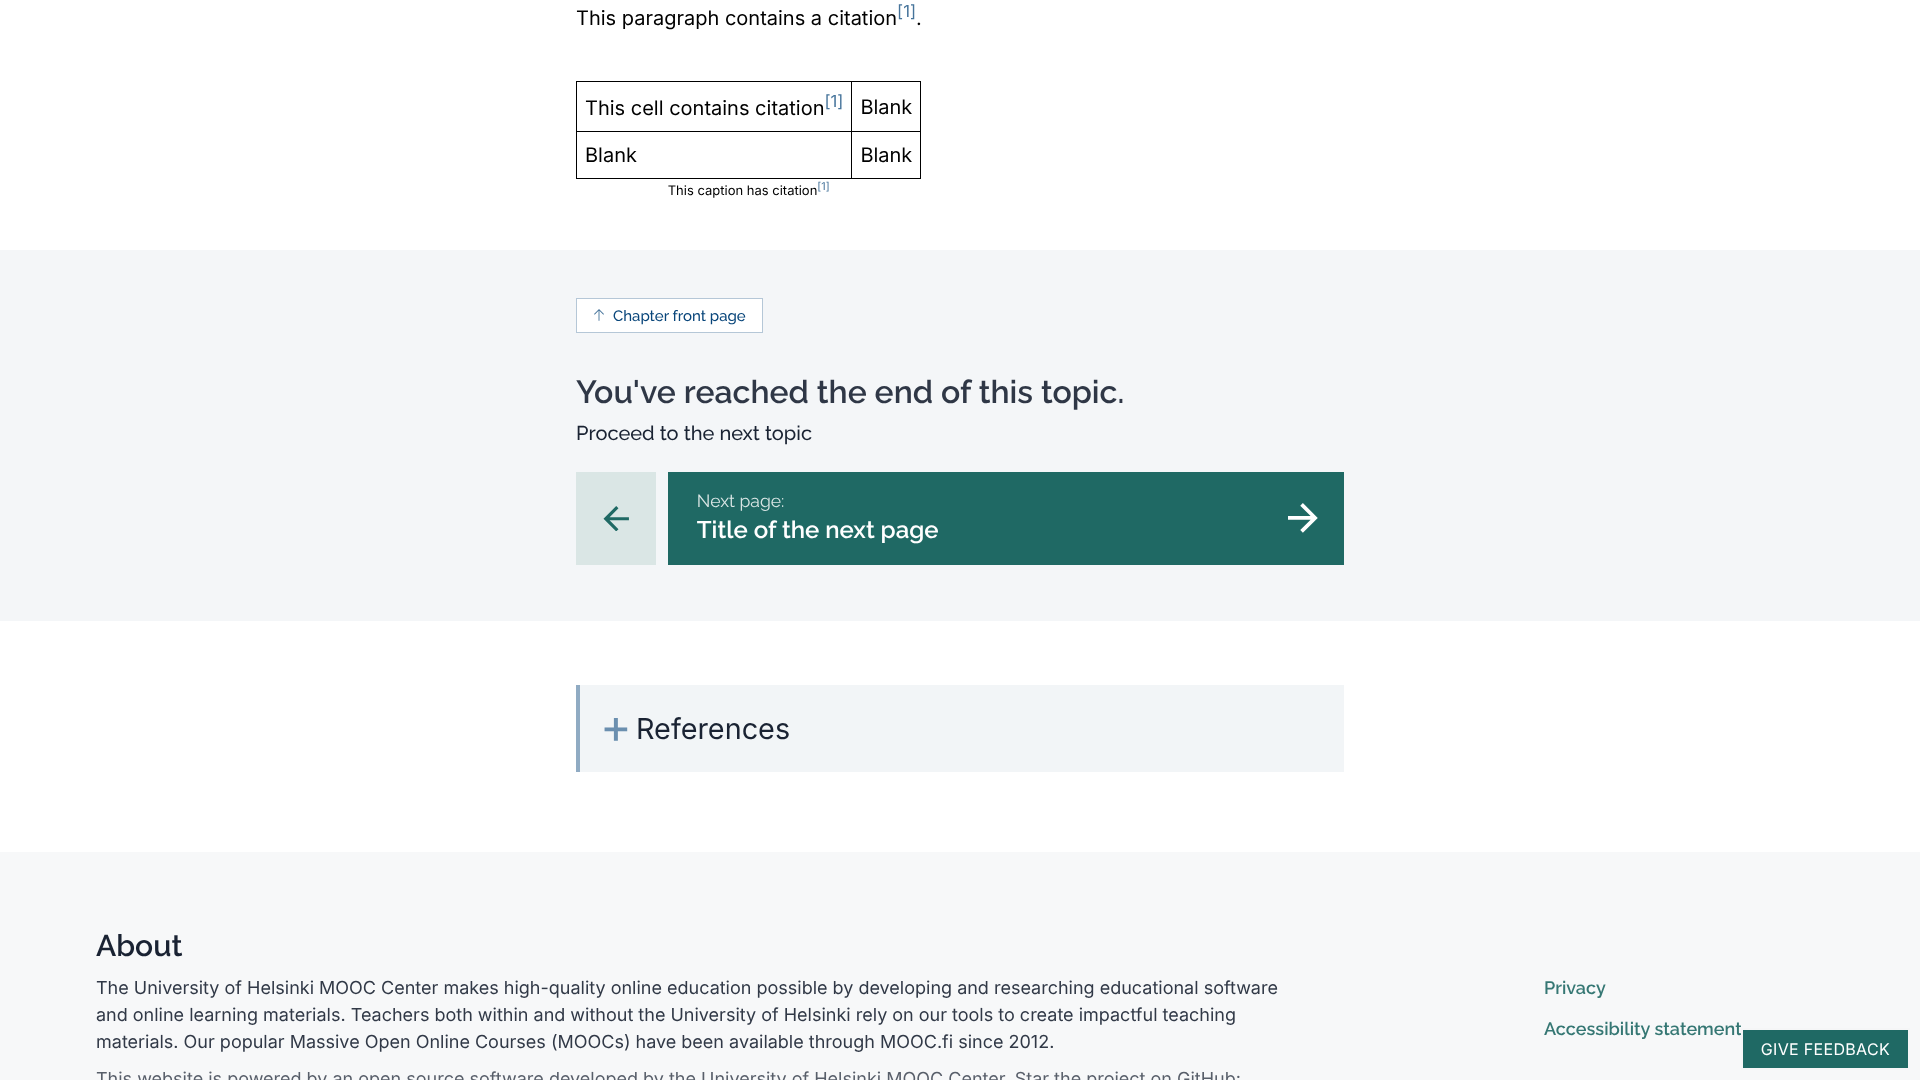 This paragraph contains a citation[1].
This cell contains citation[1] Blank
Blank Blank
This caption has citation[1]
Chapter front page
You've reached the end of this topic.
Proceed to the next topic
Next page:
Title of the next page
References
About
The University of Helsinki MOOC Center makes high-quality online education possible by developing and researching educational software
and online learning materials. Teachers both within and without the University of Helsinki rely on our tools to create impactful teaching
materials. Our popular Massive Open Online Courses (MOOCs) have been available through MOOC.fi since 2012.
This website is powered by an open source software developed by the University of Helsinki MOOC Center. Star the project on GitHub:
Privacy
Accessibility statement
GIVE FEEDBACK